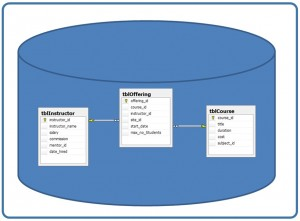 tblInstructor
instructor_id
instructor_name
salary
commission
mentor_id
date_hired
tblOffering
offering_id
course_id
instructor_id
site_id
start_date
max_no_Students
tblCourse
course_id
title
duration
cost
subject_id